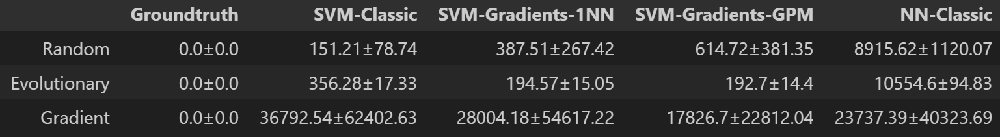 Groundtruth SVM-Classic SVM-Gradients-1NN SVM-Gradients-GPM NN-Classic
Random 0.0±0.0 151.21±78.74 387.51±267.42 614.72±381.35 8915.62±1120.07
Evolutionary 0.0±0.0 356.28±17.33 194.57±15.05 192.7±14.4 10554.6±94.83
Gradient 0.0±0.0 36792.54±62402.63 28004.18±54617.22 17826.7±22812.04 23737.39±40323.69